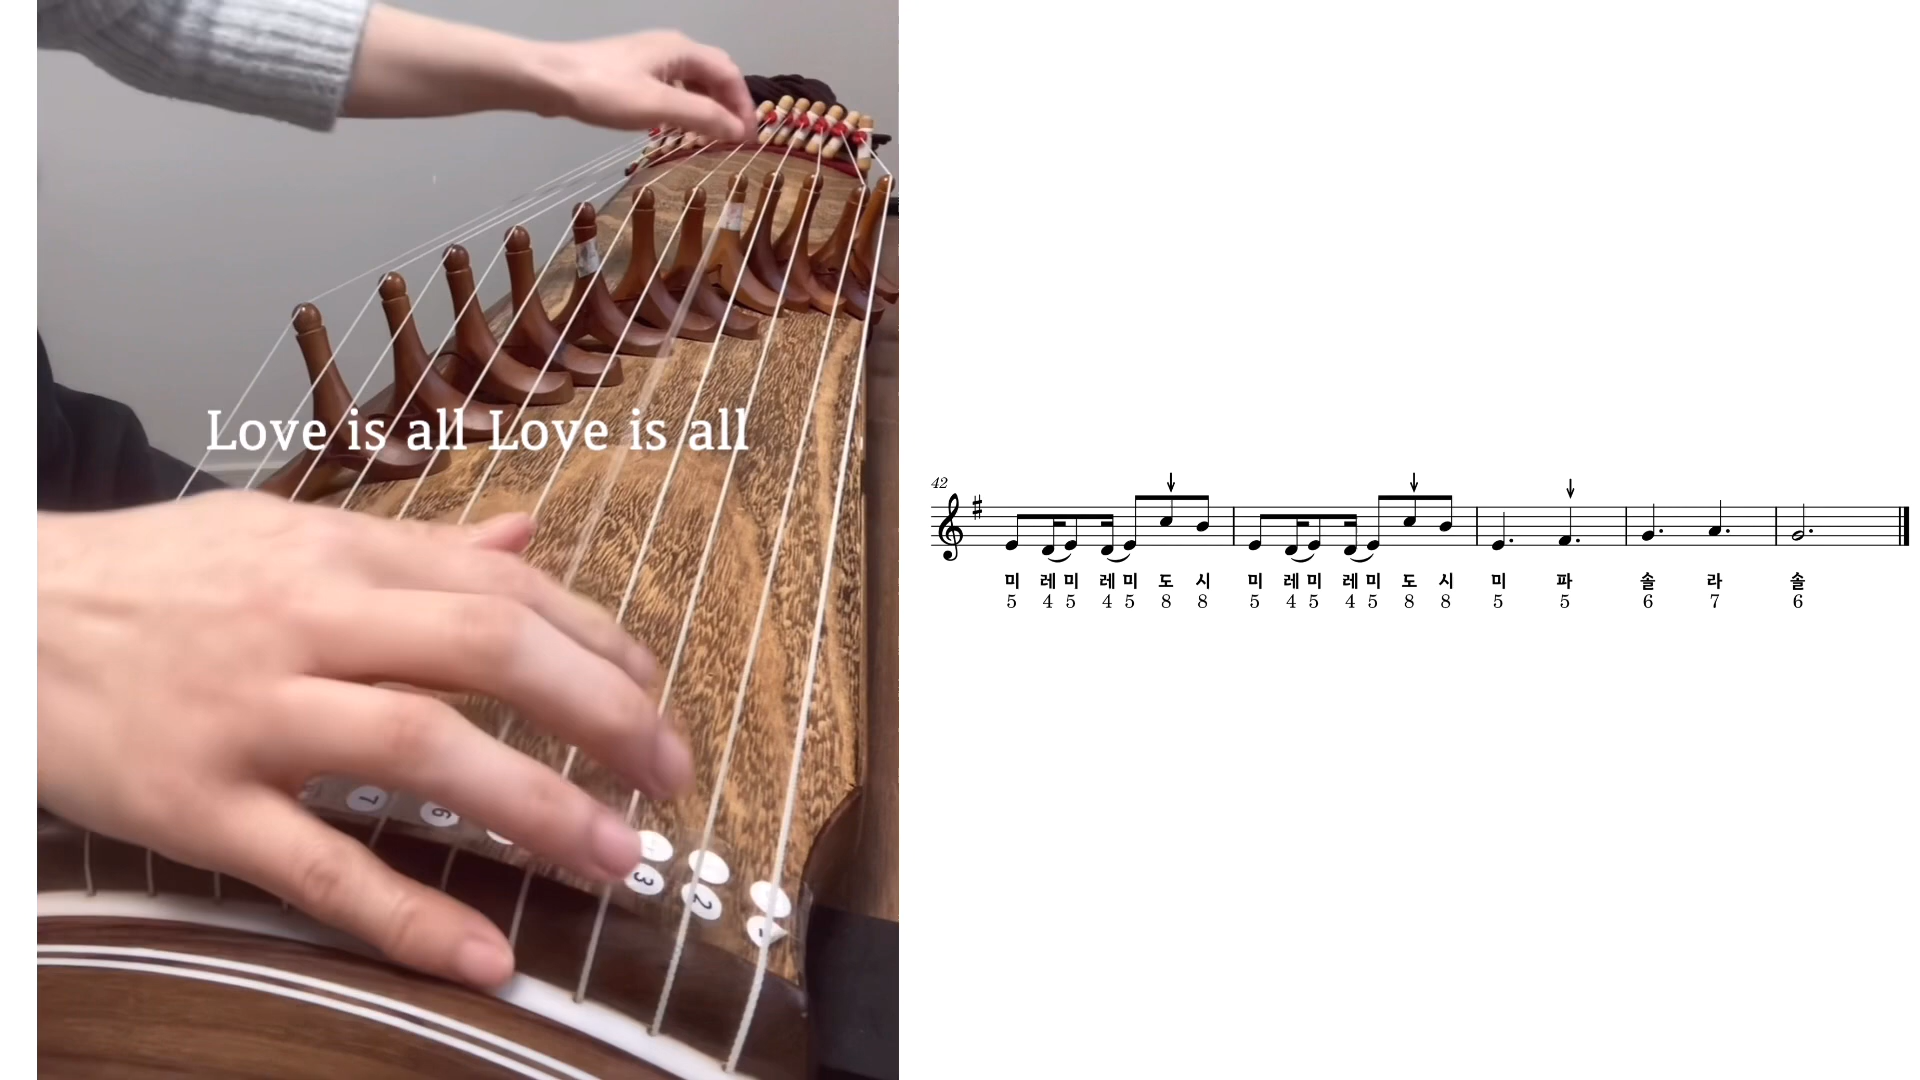 Love is all Love is all
7
6
3
2
42
미 레 미 레 미 도 시 미 레 미 레 미 도 시 미 파 솔 라 솔
5 4 5 4 5 8 8 5 4 5 4 5 8 8 5 5 6 7 6